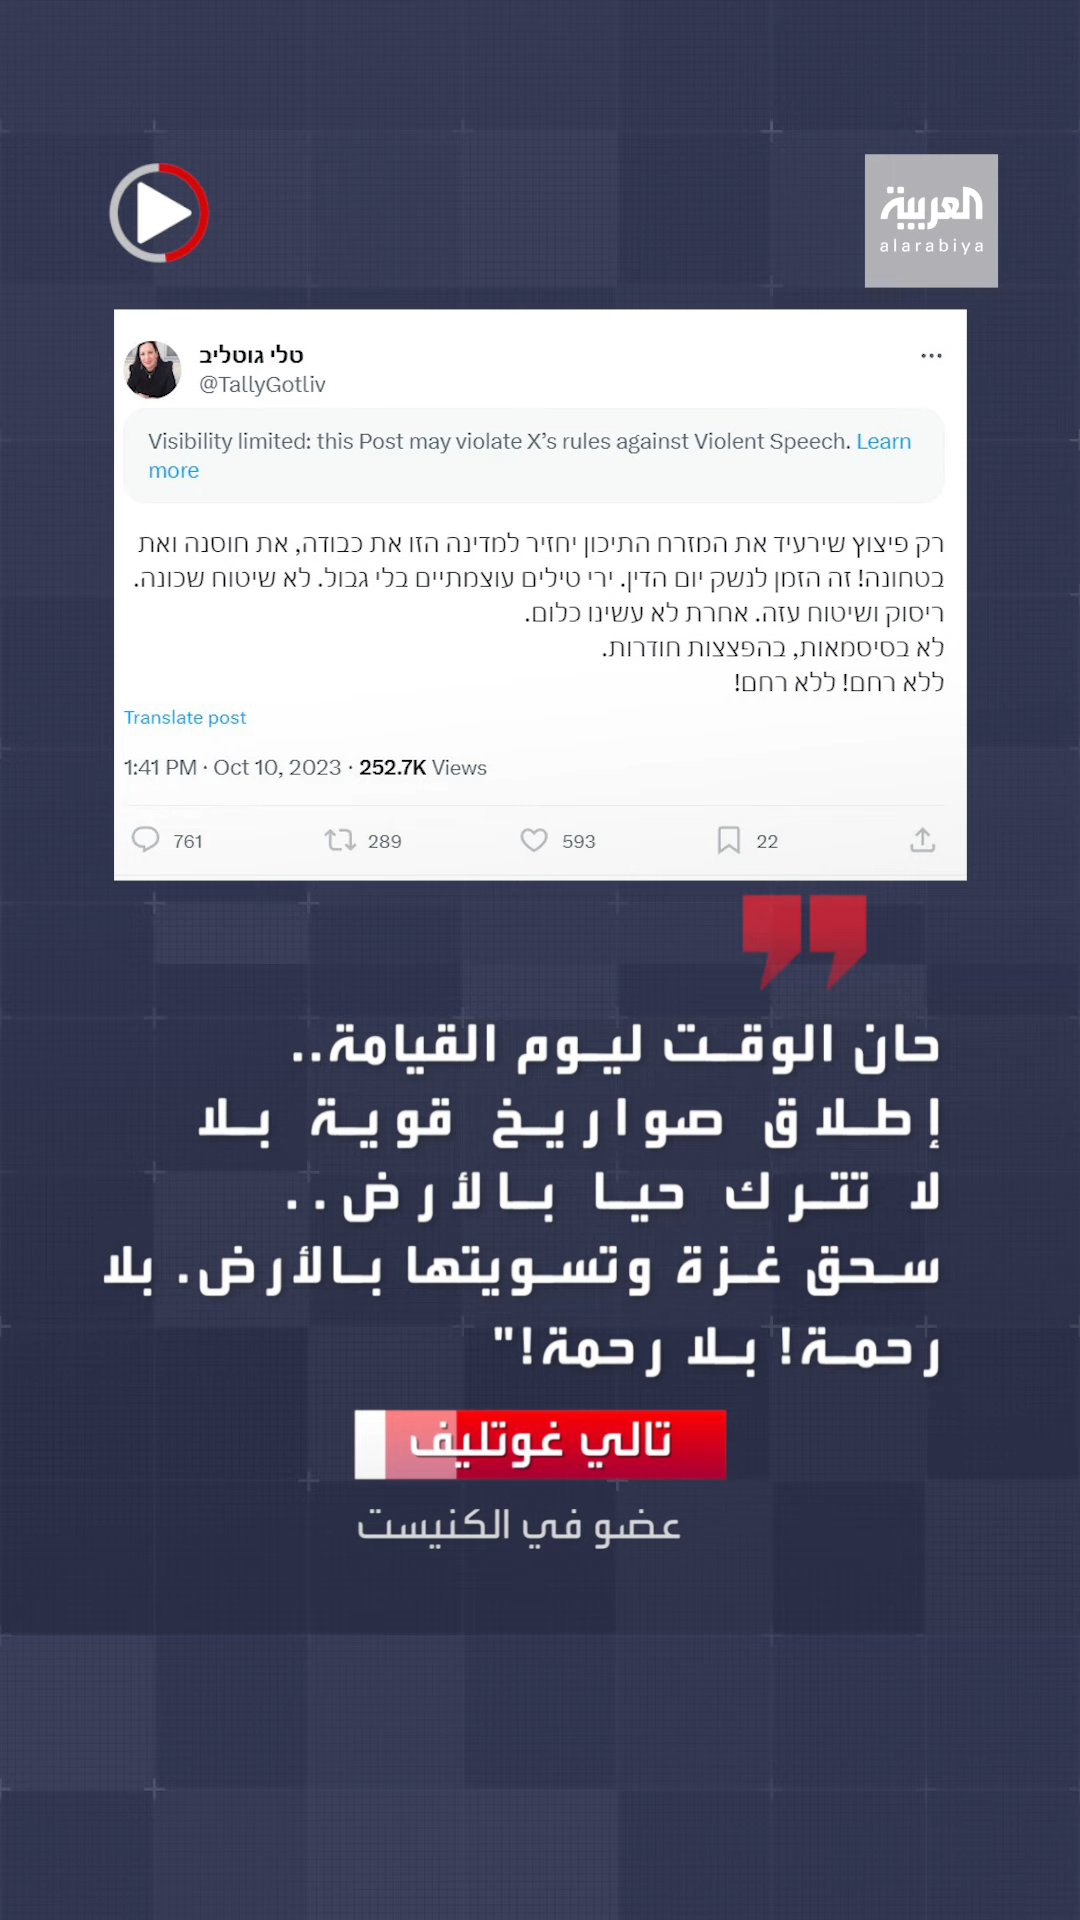 العربية
alarabiya
טלי גוטליב
@TallyGotliv
Visibility limited: this Post may violate X’s rules against Violent Speech. Learn
more
רק פיצוץ שירעיד את המזרח התיכון יחזיר למדינה הזו את כבודה, את חוסנה ואת
בטחונה! זה הזמן לנשק יום הדין. ירי טילים עוצמתיים בלי גבול. לא שיטוח שכונה.
ריסוק ושיטוח עזה. אחרת לא עשינו כלום.
לא בסיסמאות, בהפצצות חודרות.
ללא רחם! ללא רחם!
Translate post
1:41 PM · Oct 10, 2023 · 252.7K Views
761 289 593 22
حان الوقت ليوم القيامة..
إطلاق صواريخ قوية بلا
لا تترك حيا بالأرض..
سحق غزة وتسويتها بالأرض. بلا
رحمة! بلا رحمة!"
تالي غوتليف
عضو في الكنيست